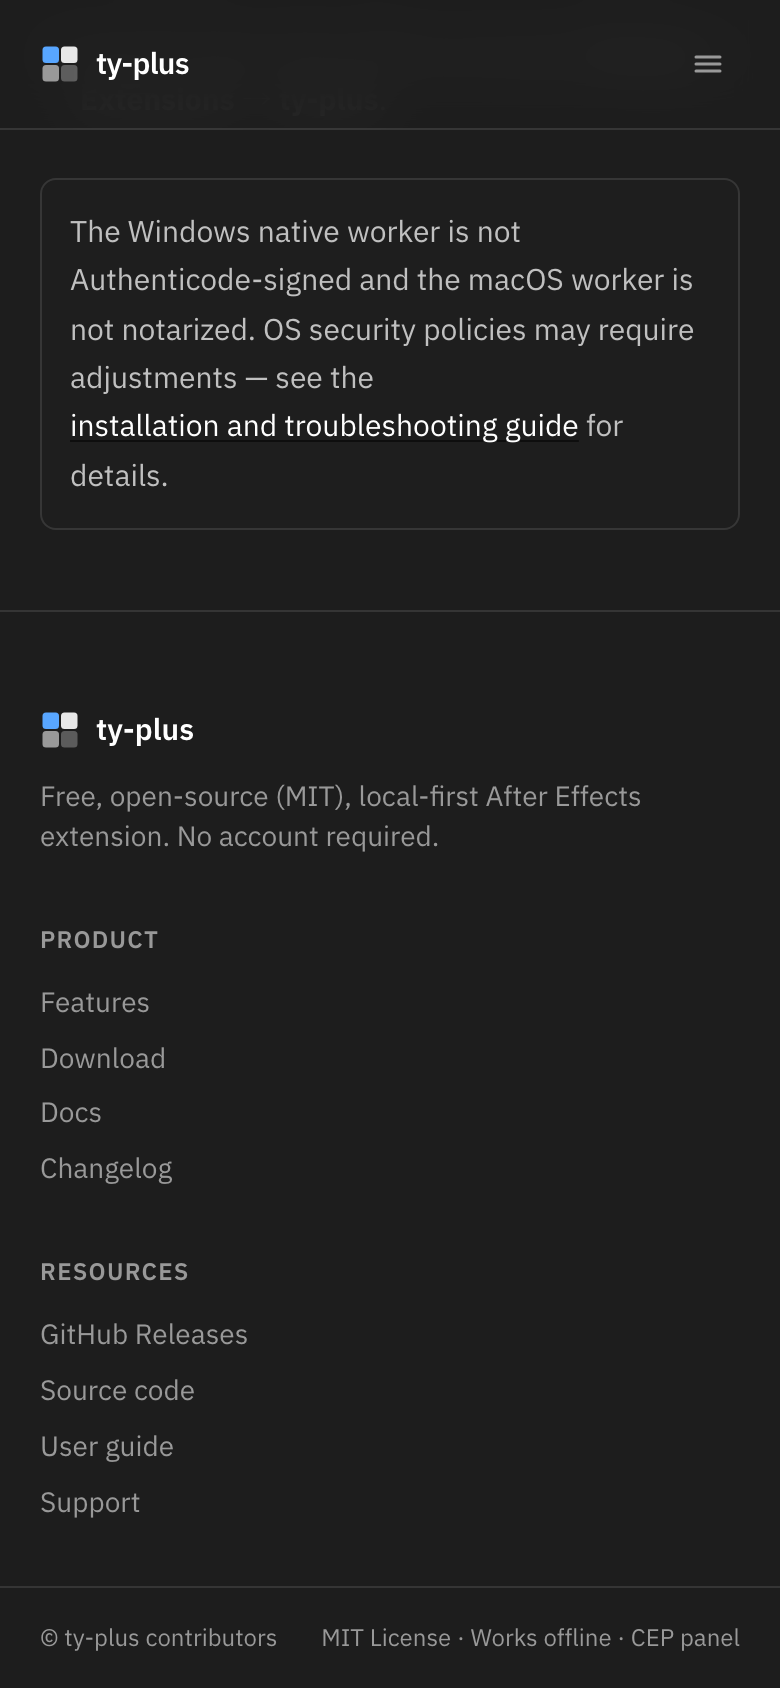 ty-plus
Extensions ty-plus.
The Windows native worker is not
Authenticode-signed and the macOS worker is
not notarized. OS security policies may require
adjustments — see the
installation and troubleshooting guide for
details.
ty-plus
Free, open-source (MIT), local-first After Effects
extension. No account required.
PRODUCT
Features
Download
Docs
Changelog
RESOURCES
GitHub Releases
Source code
User guide
Support
© ty-plus contributors MIT License · Works offline · CEP panel